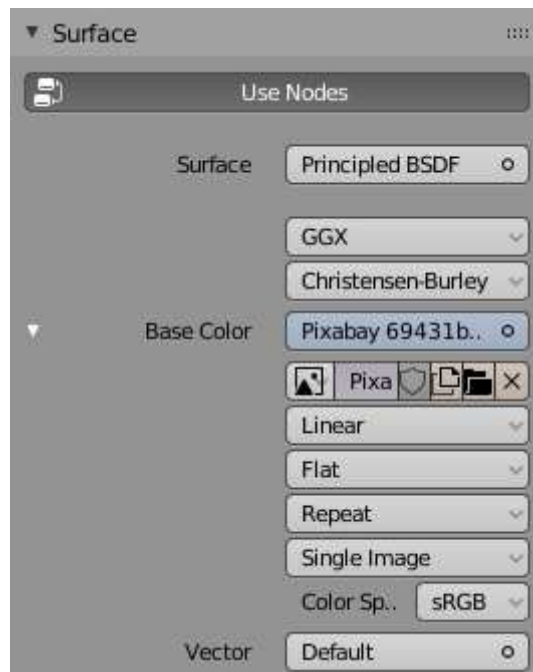 Surface
Use Nodes
Surface Principled BSDF
GGX
Christensen-Burley
Base Color Pixabay 69431b..
Pixa
Linear
Flat
Repeat
Single Image
Color Sp.. sRGB
Vector Default